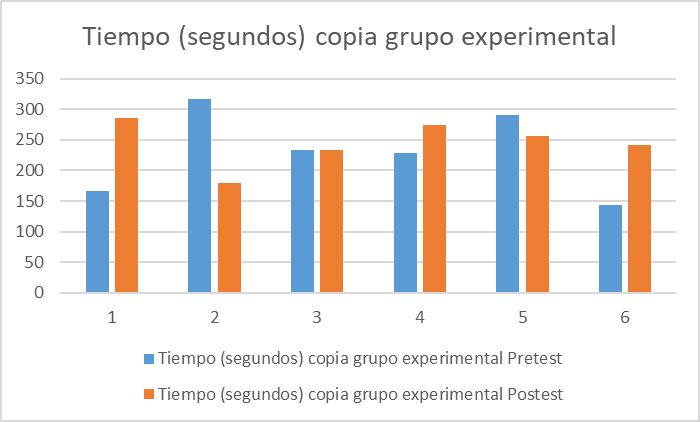 Tiempo (segundos) copia grupo experimental
350
300
250
200
150
100
50
0
1 2 3 4 5 6
Tiempo (segundos) copia grupo experimental Pretest
Tiempo (segundos) copia grupo experimental Postest